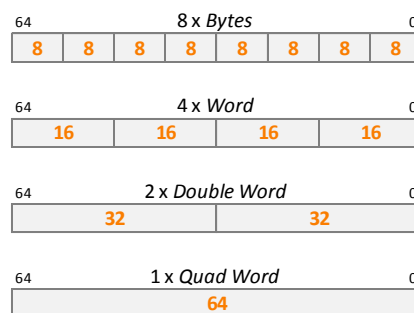 64 8 x Bytes 0
8 8 8 8 8 8 8 8
64 4 x Word 0
16 16 16 16
64 2 x Double Word 0
32 32
64 1 x Quad Word 0
64